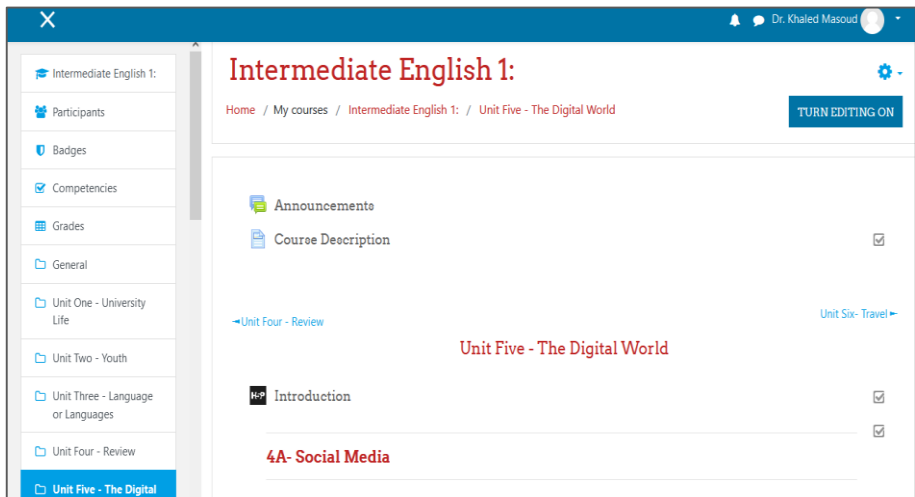 Dr. Khaled Masoud
Intermediate English 1:
Participants
Badges
Competencies
Grades
General
Unit One - University
Life
Unit Two - Youth
Unit Three - Language
or Languages
Unit Four - Review
Unit Five - The Digital
Intermediate English 1:
Home / My courses / Intermediate English 1: / Unit Five - The Digital World
TURN EDITING ON
Announcements
Course Description
◄Unit Four - Review
Unit Six- Travel►
Unit Five - The Digital World
H-P Introduction
4A- Social Media